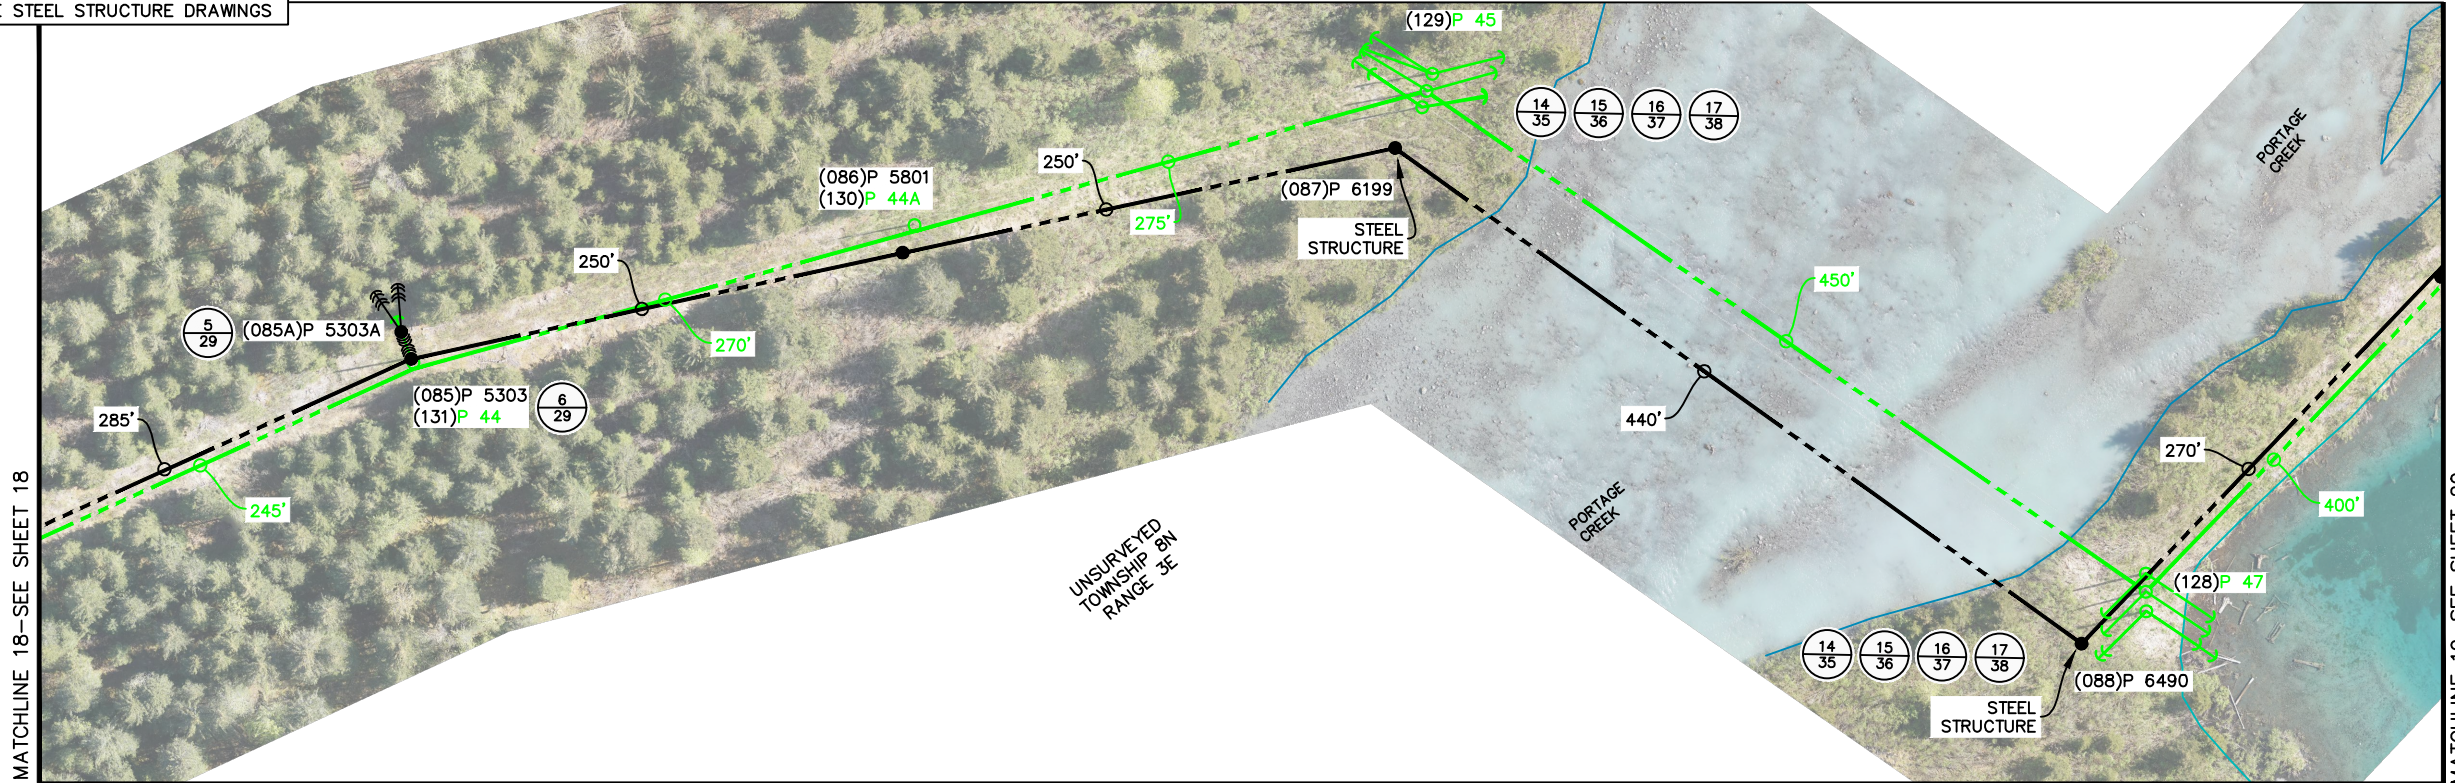 STEEL STRUCTURE DRAWINGS
(129)P 45
14
35
15
36
16
37
17
38
PORTAGE
CREEK
250'
(086)P 5801
(130)P 44A
(087)P 6199
275'
STEEL
STRUCTURE
250'
450'
5
29
(085A)P 5303A
270'
(085)P 5303
(131)P 44
6
29
285'
440'
270'
245'
400'
PORTAGE
CREEK
UNSURVEYED
TOWNSHIP 8N
RANGE 3E
(128)P 47
14
35
15
36
16
37
17
38
(088)P 6490
STEEL
STRUCTURE
MATCHLINE 18-SEE SHEET 18